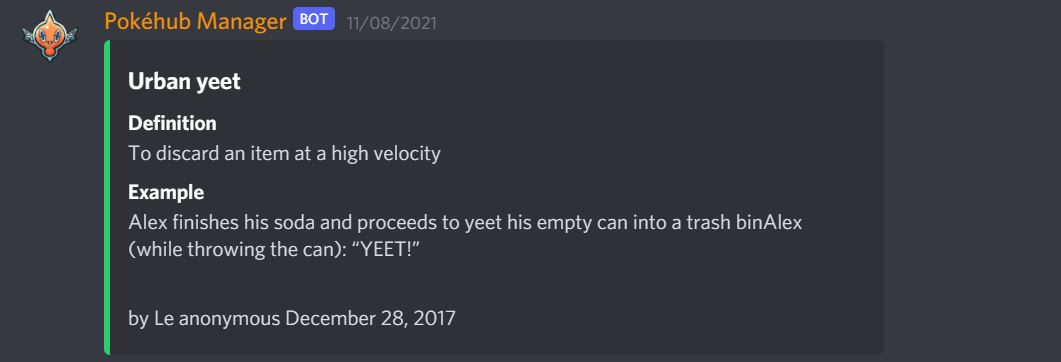 Pokéhub Manager BOT 11/08/2021
Urban yeet
Definition
To discard an item at a high velocity
Example
Alex finishes his soda and proceeds to yeet his empty can into a trash binAlex
(while throwing the can): “YEET!”
by Le anonymous December 28, 2017